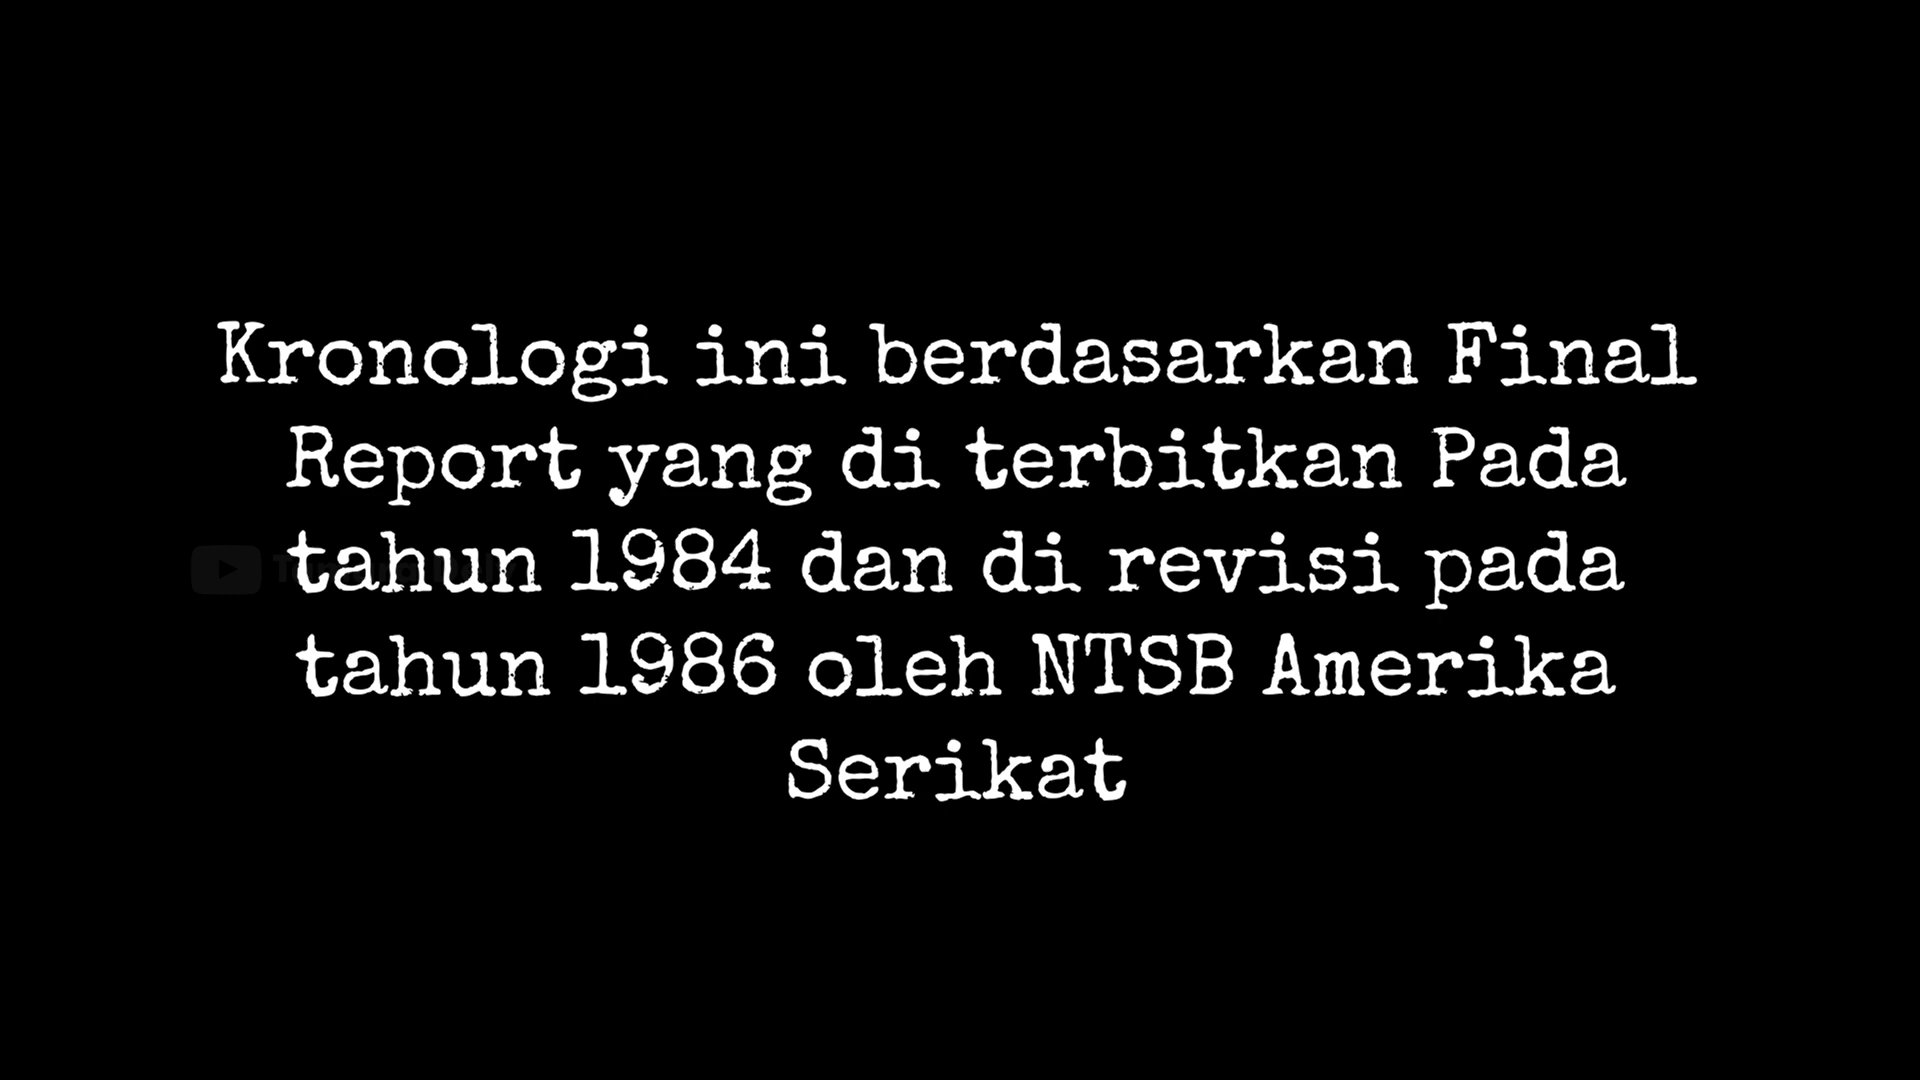 Kronologi ini berdasarkan Final
Report yang di terbitkan Pada
tahun 1984 dan di revisi pada
tahun 1986 oleh NTSB Amerika
Serikat